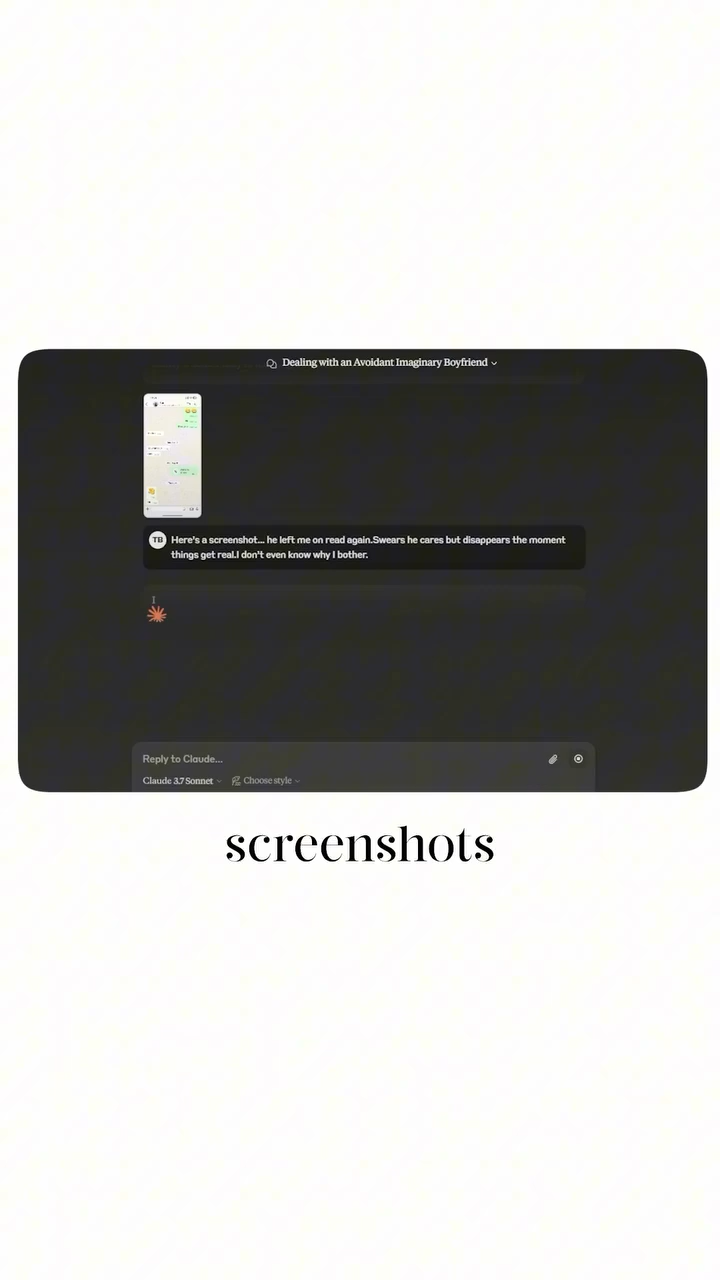 Dealing with an Avoidant Imaginary Boyfriend
TB
Here's a screenshot... he left me on read again.Swears he cares but disappears the moment
things get real.I don't even know why I bother.
I
Reply to Claude...
Claude 3.7 Sonnet
Choose style
screenshots